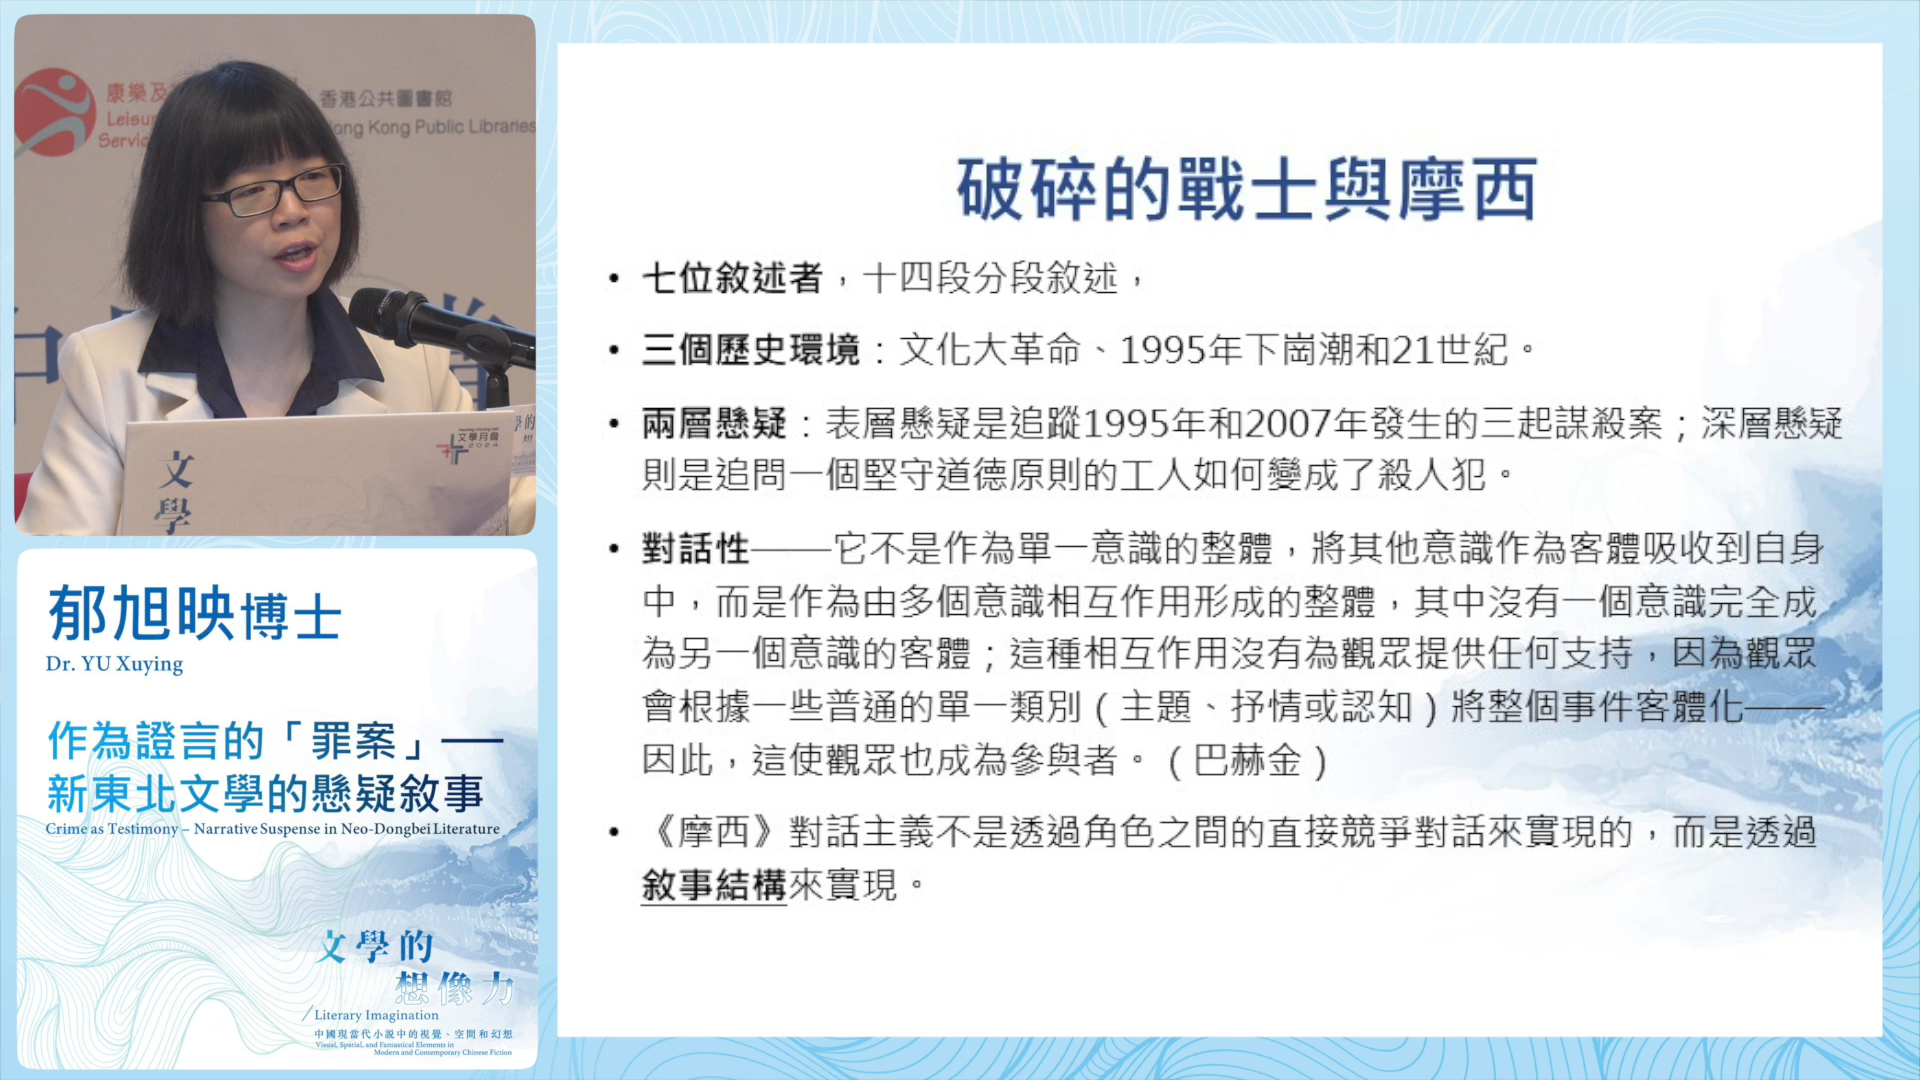 康樂及
Leisur
Servic
香港公共圖書館
ong Kong Public Libraries
文學月會
2024
文
學
郁旭映博士
Dr. YU Xuying
作為證言的「罪案」——
新東北文學的懸疑敘事
Crime as Testimony – Narrative Suspense in Neo-Dongbei Literature
文學的
想像力
/Literary Imagination
中國現當代小說中的視覺、空間和幻想
Visual, Spatial, and Fantastical Elements in
Modern and Contemporary Chinese Fiction
破碎的戰士與摩西
• 七位敘述者，十四段分段敘述，
• 三個歷史環境：文化大革命、1995年下崗潮和21世紀。
• 兩層懸疑：表層懸疑是追蹤1995年和2007年發生的三起謀殺案；深層懸疑
則是追問一個堅守道德原則的工人如何變成了殺人犯。
• 對話性——它不是作為單一意識的整體，將其他意識作為客體吸收到自身
中，而是作為由多個意識相互作用形成的整體，其中沒有一個意識完全成
為另一個意識的客體；這種相互作用沒有為觀眾提供任何支持，因為觀眾
會根據一些普通的單一類別（主題、抒情或認知）將整個事件客體化——
因此，這使觀眾也成為參與者。（巴赫金）
• 《摩西》對話主義不是透過角色之間的直接競爭對話來實現的，而是透過
敘事結構來實現。